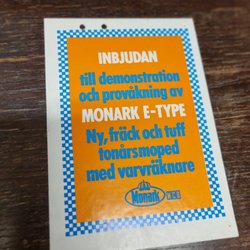 INBJUDAN
till demonstration
och provåkning av
MONARK E-TYPE
Ny, fräck och tuff
tonårsmoped
med varvräknare
Monark